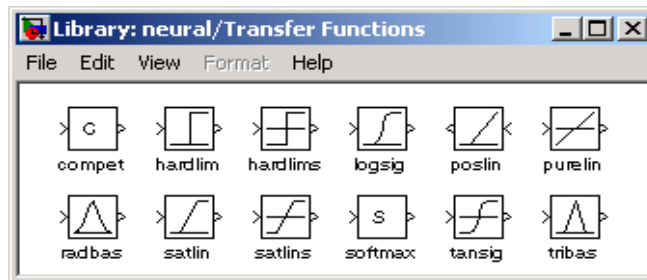 Library: neural/Transfer Functions
File Edit View Format Help
C
compet hardlim hardlims logsig poslin purelin
S
radbas satlin satlins softmax tansig tribas